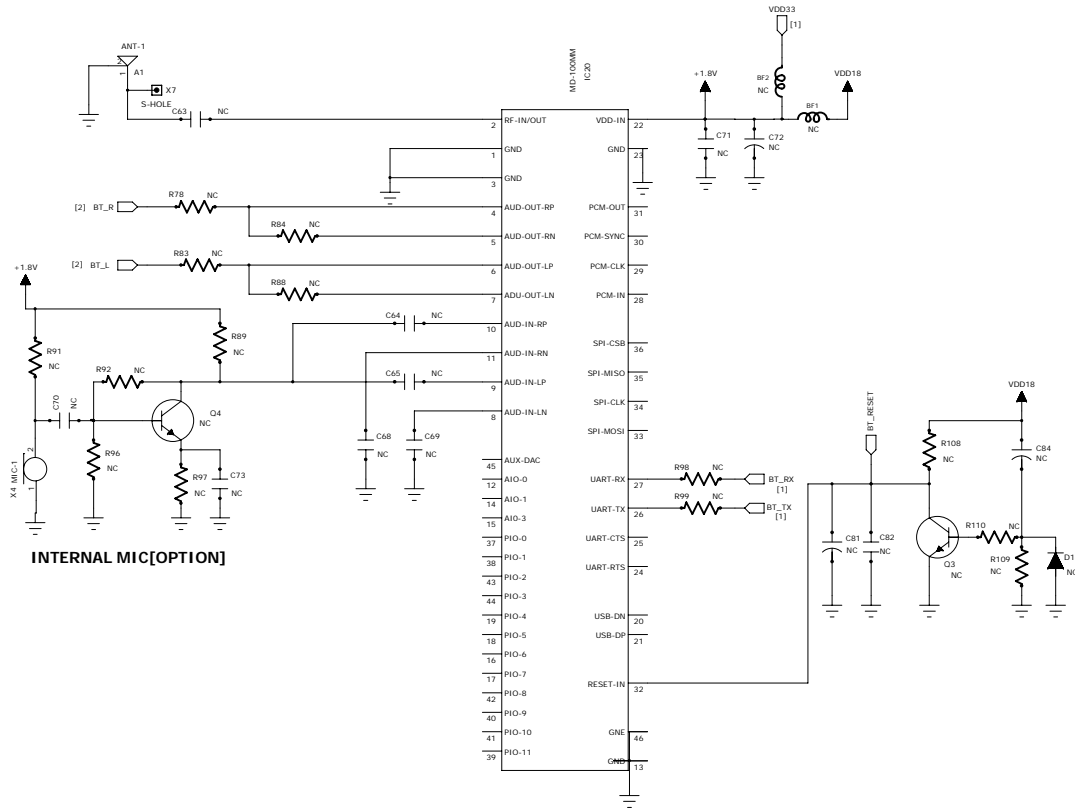 VDD33
[1]
ANT-1
2
1
A1
X7
S-HOLE
C63
NC
MD-100MM
IC20
+1.8V
BF2
NC
VDD18
BF1
NC
C71
NC
C72
NC
2
RF-IN/OUT
VDD-IN
22
1
GND
GND
23
3
GND
[2] BT_R
R78
NC
4
AUD-OUT-RP
PCM-OUT
31
R84
NC
5
AUD-OUT-RN
PCM-SYNC
30
[2] BT_L
R83
NC
6
AUD-OUT-LP
PCM-CLK
29
R88
NC
7
ADU-OUT-LN
PCM-IN
28
+1.8V
C64
NC
10
AUD-IN-RP
R91
NC
R89
NC
11
AUD-IN-RN
SPI-CSB
36
R92
NC
C65
NC
9
AUD-IN-LP
SPI-MISO
35
C70
NC
Q4
NC
8
AUD-IN-LN
SPI-CLK
34
SPI-MOSI
33
C68
NC
C69
NC
R96
NC
R97
NC
C73
NC
X4 MIC-1
2
1
INTERNAL MIC[OPTION]
45
AUX-DAC
12
AIO-0
UART-RX
27
R98
NC
BT_RX
[1]
14
AIO-1
15
AIO-3
UART-TX
26
R99
NC
BT_TX
[1]
37
PIO-0
UART-CTS
25
38
PIO-1
43
PIO-2
UART-RTS
24
44
PIO-3
19
PIO-4
USB-DN
20
18
PIO-5
USB-DP
21
16
PIO-6
17
PIO-7
RESET-IN
32
42
PIO-8
40
PIO-9
41
PIO-10
GNE
46
39
PIO-11
GND
13
BT_RESET
VDD18
R108
NC
C84
NC
C81
NC
C82
NC
Q3
NC
R110
NC
R109
NC
D1
NC